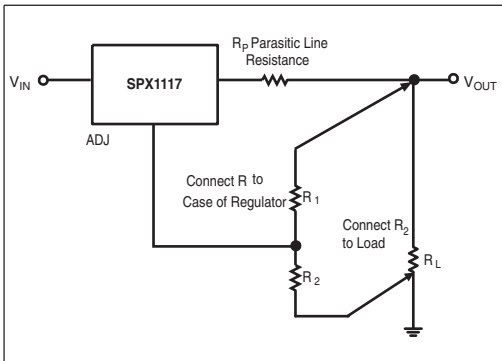 R_P Parasitic Line
Resistance
V_IN
SPX1117
V_OUT
ADJ
Connect R to
Case of Regulator
R_1
Connect R_2
to Load
R_2
R_L